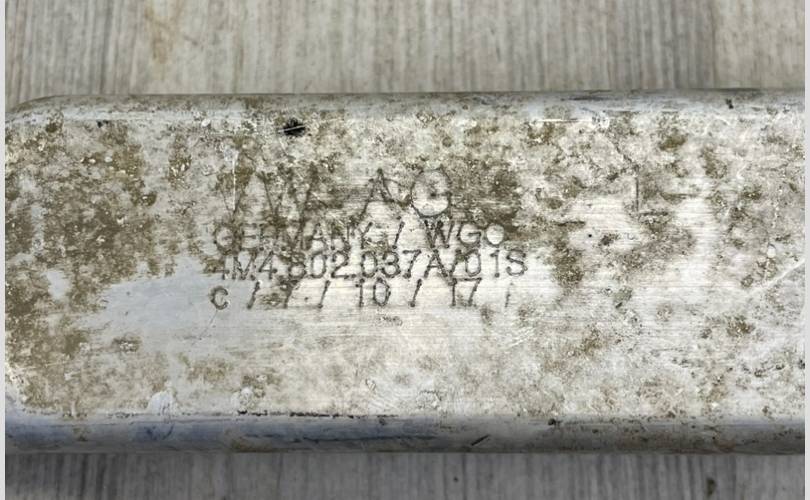 VW AG
GERMANY / WGO
4M4.802.037A/01S
C / 7 / 10 / 17 /